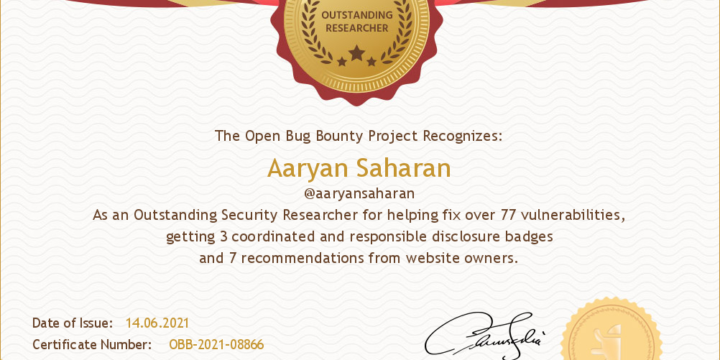 OUTSTANDING
RESEARCHER
The Open Bug Bounty Project Recognizes:
Aaryan Saharan
@aaryansaharan
As an Outstanding Security Researcher for helping fix over 77 vulnerabilities,
getting 3 coordinated and responsible disclosure badges
and 7 recommendations from website owners.
Date of Issue: 14.06.2021
Certificate Number: OBB-2021-08866